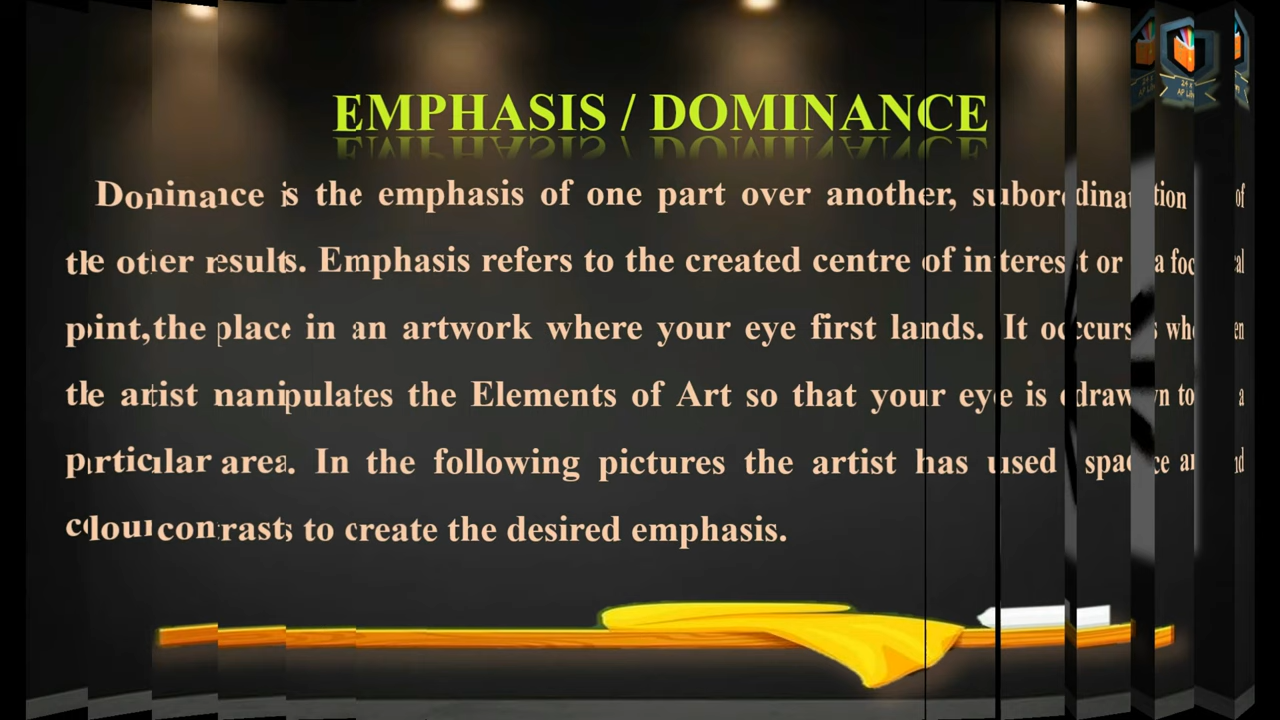 EMPHASIS / DOMINANCE
Dominance is the emphasis of one part over another, subordination of
the other results. Emphasis refers to the created centre of interest or a focal
point, the place in an artwork where your eye first lands. It occurs when
the artist manipulates the Elements of Art so that your eye is drawn to a
particular area. In the following pictures the artist has used space and
colour contrasts to create the desired emphasis.